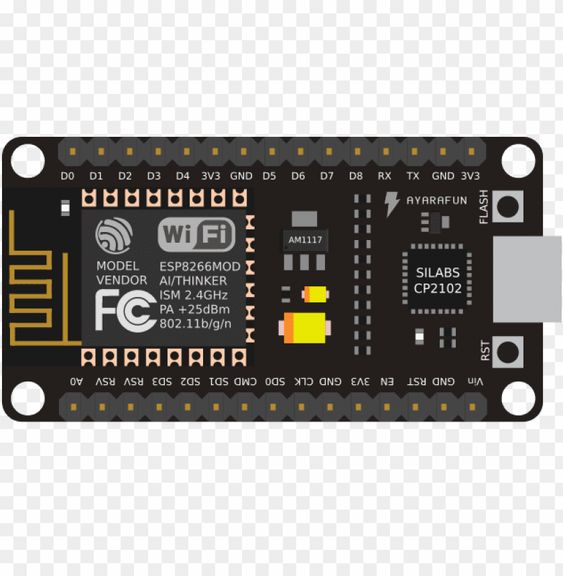 D0 D1 D2 D3 D4 3V3 GND D5 D6 D7 D8 RX TX GND 3V3
AYARAFUN
FLASH
Wi Fi
AM1117
MODEL
VENDOR
ESP8266MOD
AI/THINKER
ISM 2.4GHz
PA +25dBm
802.11b/g/n
FC
SILABS
CP2102
RST
A0 RSV RSV SD3 SD2 SD1 CMD SD0 CLK GND 3V3 EN RST GND Vin